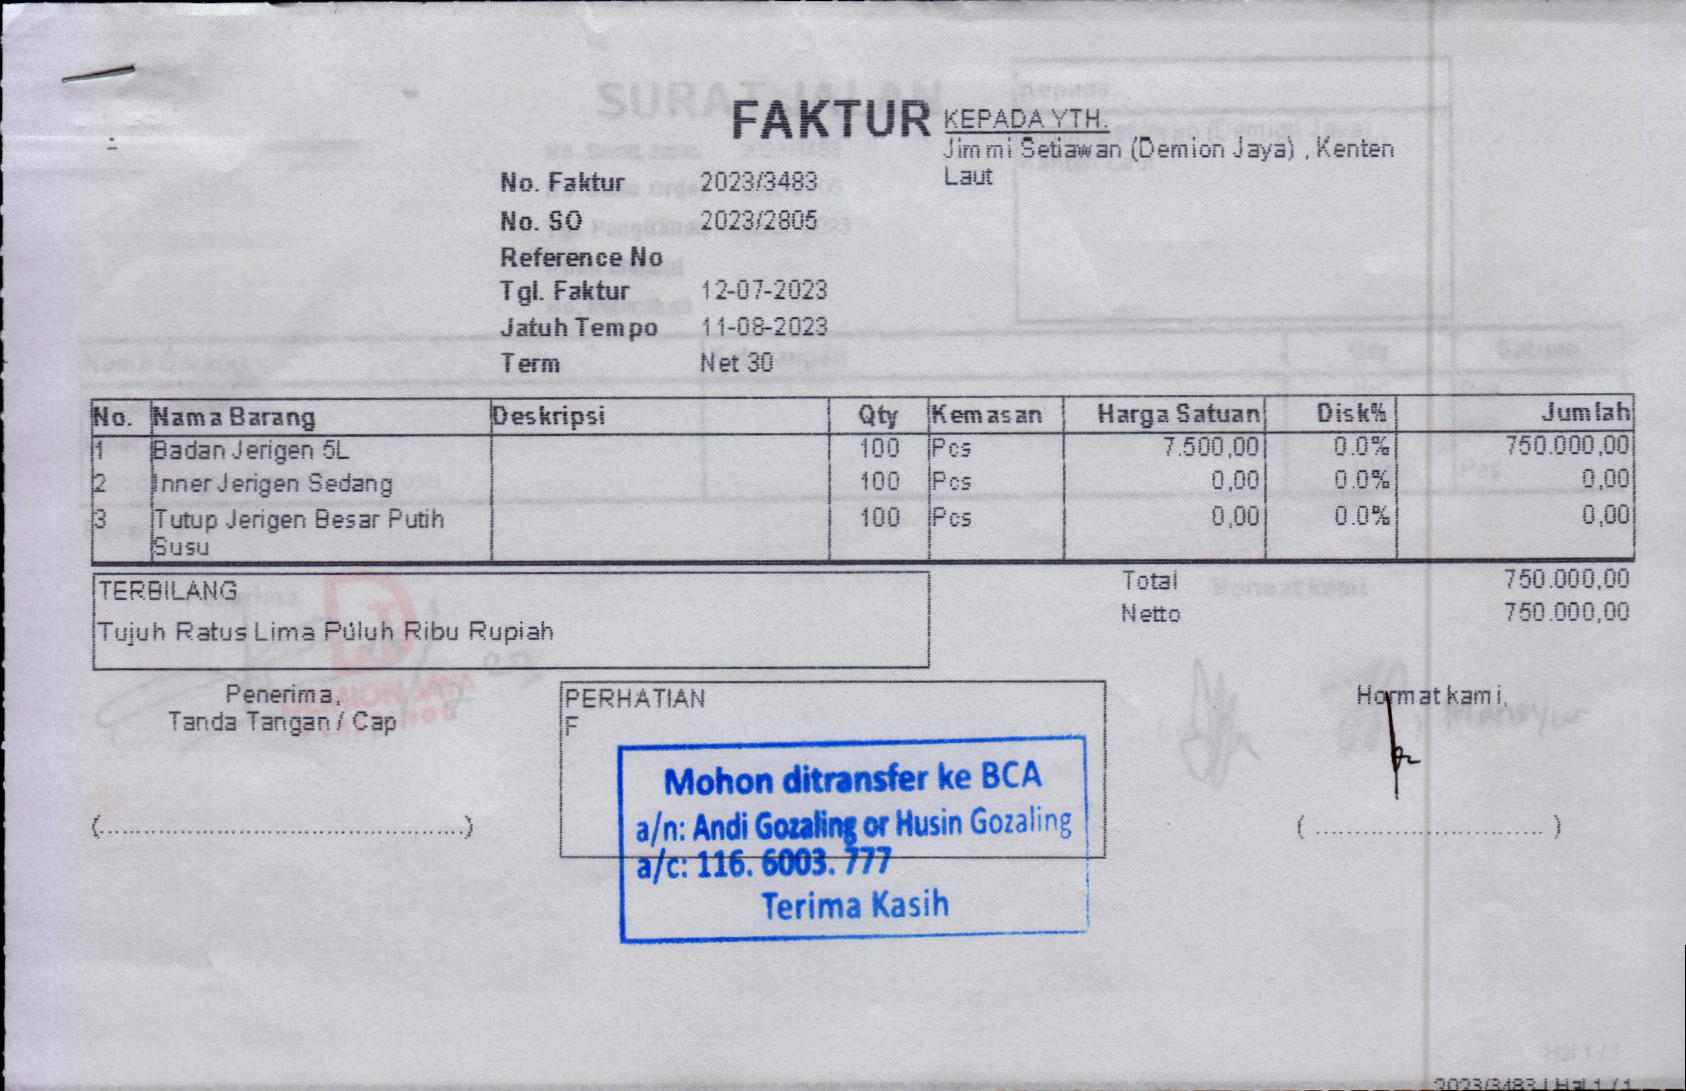 FAKTUR
KEPADA YTH.
Jimmi Setiawan (Demion Jaya) , Kenten
Laut
No. Faktur 2023/3483
No. SO 2023/2805
Reference No
Tgl. Faktur 12-07-2023
Jatuh Tempo 11-08-2023
Term Net 30
No. Nama Barang Deskripsi Qty Kemasan Harga Satuan Disk% Jumlah
1 Badan Jerigen 5L 100 Pcs 7.500,00 0.0% 750.000,00
2 Inner Jerigen Sedang 100 Pcs 0,00 0.0% 0,00
3 Tutup Jerigen Besar Putih 100 Pcs 0,00 0.0% 0,00
Susu
TERBILANG
Tujuh Ratus Lima Puluh Ribu Rupiah
Total 750.000,00
Netto 750.000,00
Penerima,
Tanda Tangan / Cap
(................................................)
PERHATIAN
F
Mohon ditransfer ke BCA
a/n: Andi Gozaling or Husin Gozaling
a/c: 116. 6003. 777
Terima Kasih
Hormat kami,
( .............................. )
2023/3483 | Hal 1 / 1